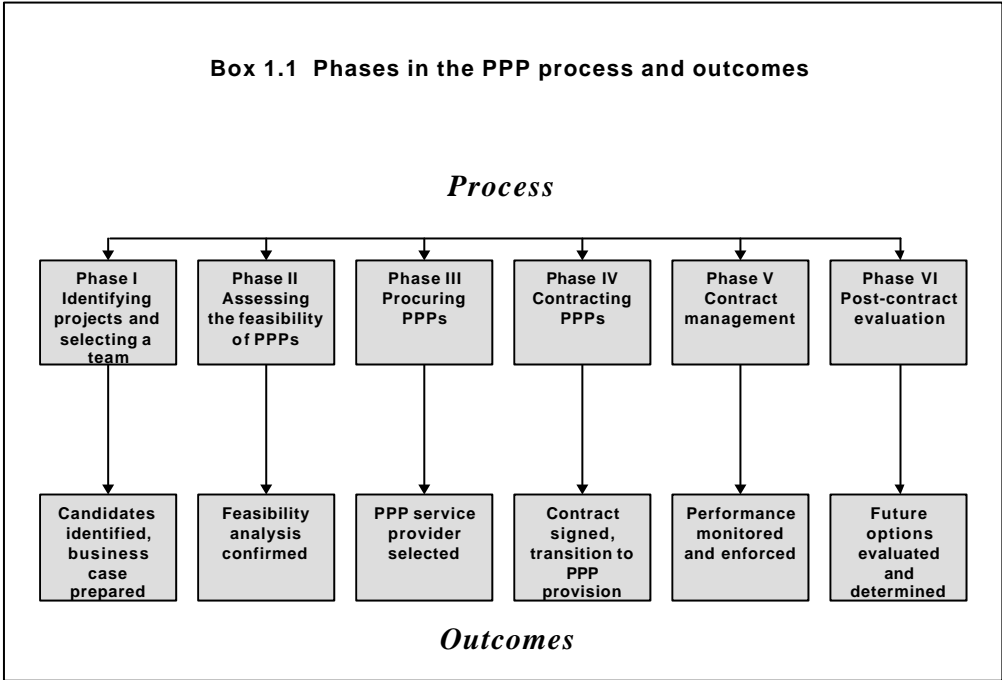 Box 1.1 Phases in the PPP process and outcomes
Process
Phase I
Identifying
projects and
selecting a
team
Phase II
Assessing
the feasibility
of PPPs
Phase III
Procuring
PPPs
Phase IV
Contracting
PPPs
Phase V
Contract
management
Phase VI
Post-contract
evaluation
Candidates
identified,
business
case
prepared
Feasibility
analysis
confirmed
PPP service
provider
selected
Contract
signed,
transition to
PPP
provision
Performance
monitored
and enforced
Future
options
evaluated
and
determined
Outcomes